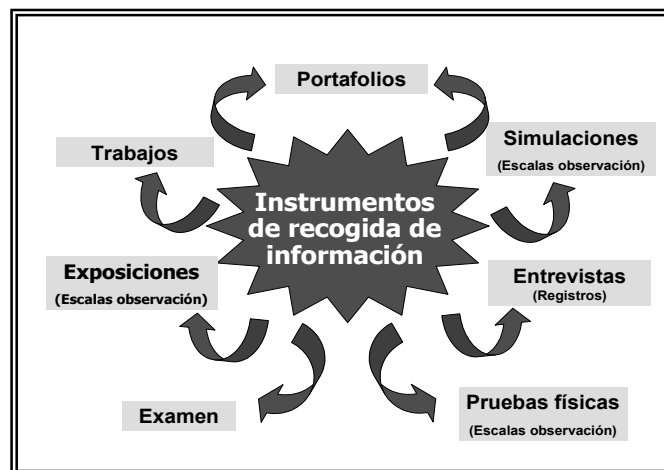 Portafolios
Trabajos
Simulaciones
(Escalas observación)
Instrumentos
de recogida de
información
Exposiciones
(Escalas observación)
Entrevistas
(Registros)
Examen
Pruebas físicas
(Escalas observación)